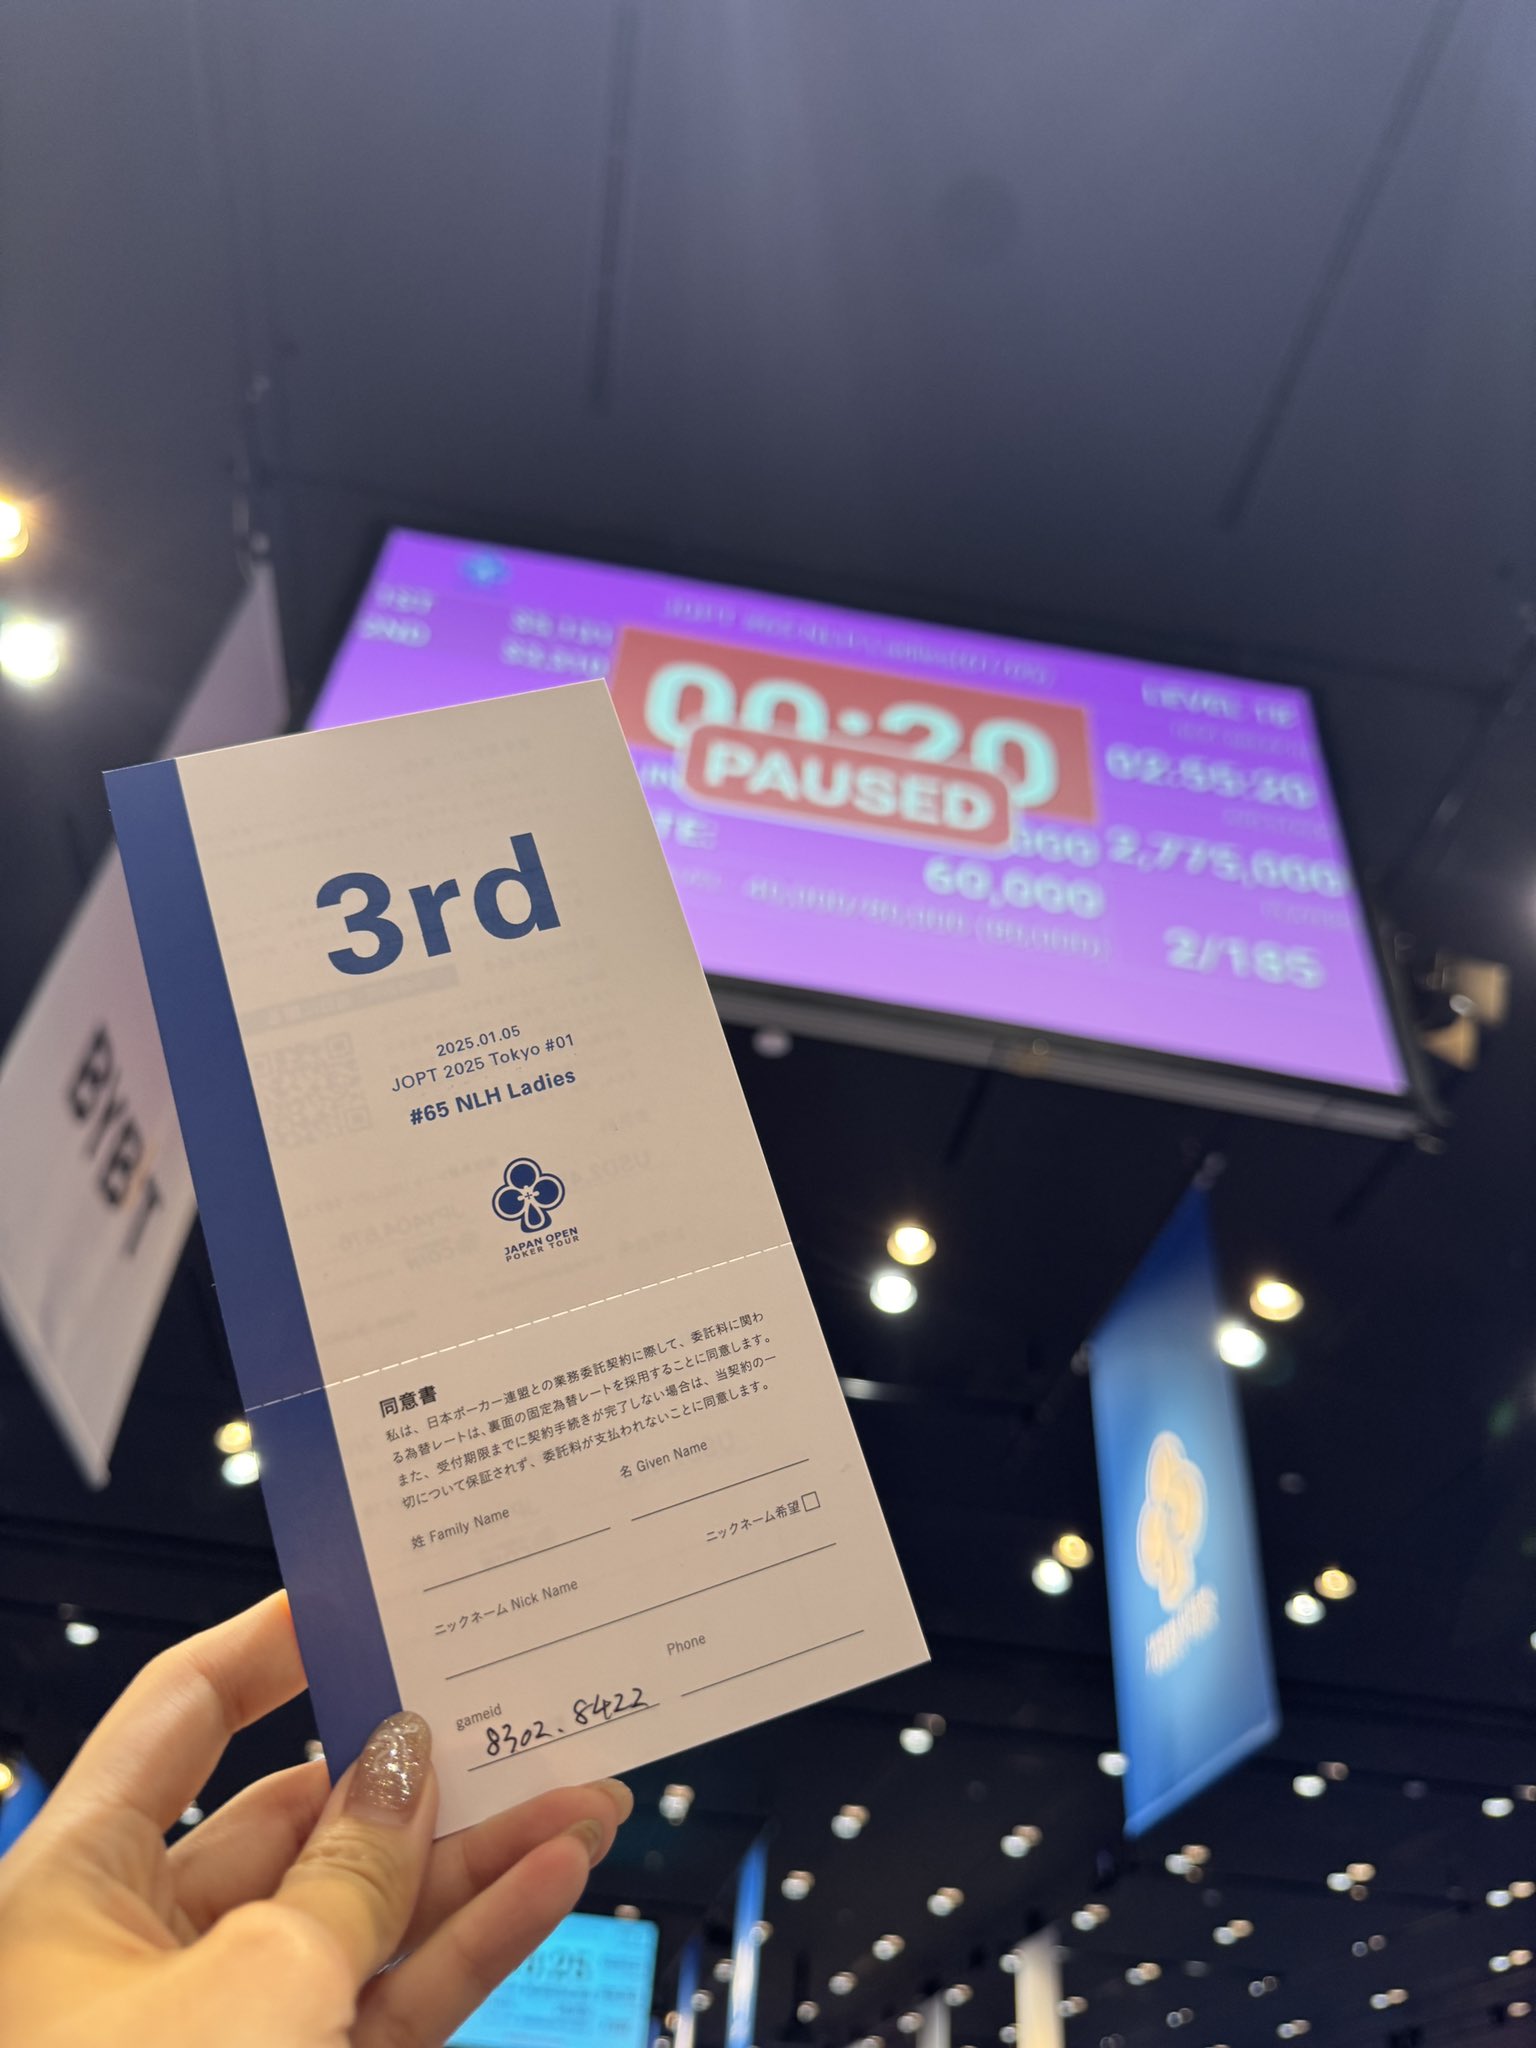 3rd
2025.01.05
JOPT 2025 Tokyo #01
#65 NLH Ladies
JAPAN OPEN
POKER TOUR
同意書
私は、日本ポーカー連盟との業務委託契約に際して、委託料に関わ
る為替レートは、裏面の固定為替レートを採用することに同意します。
また、受付期限までに契約手続きが完了しない場合は、当契約の一
切について保証されず、委託料が支払われないことに同意します。
姓 Family Name
名 Given Name
ニックネーム Nick Name
ニックネーム希望
gameid
8302.8422
Phone
BYBIT
00:20
PAUSED
LEVEL
02:55:20
2,775,000
60,000
2/185